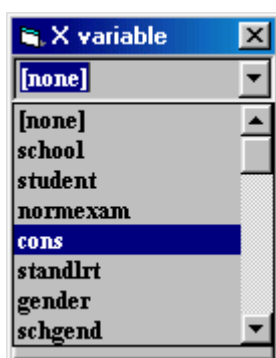 X variable
[none]
[none]
school
student
normexam
cons
standlrt
gender
schgend